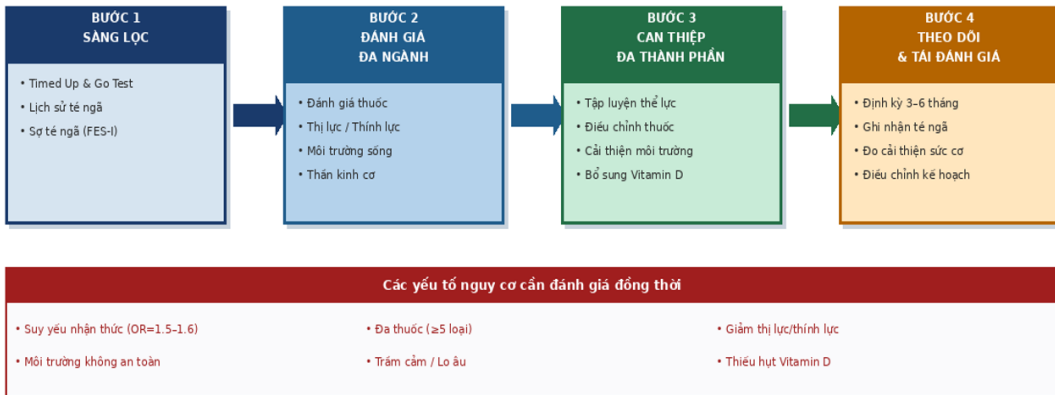 BƯỚC 1
SÀNG LỌC
• Timed Up & Go Test
• Lịch sử té ngã
• Sợ té ngã (FES-I)
BƯỚC 2
ĐÁNH GIÁ
ĐA NGÀNH
• Đánh giá thuốc
• Thị lực / Thính lực
• Môi trường sống
• Thần kinh cơ
BƯỚC 3
CAN THIỆP
ĐA THÀNH PHẦN
• Tập luyện thể lực
• Điều chỉnh thuốc
• Cải thiện môi trường
• Bổ sung Vitamin D
BƯỚC 4
THEO DÕI
& TÁI ĐÁNH GIÁ
• Định kỳ 3–6 tháng
• Ghi nhận té ngã
• Đo cải thiện sức cơ
• Điều chỉnh kế hoạch
Các yếu tố nguy cơ cần đánh giá đồng thời
• Suy yếu nhận thức (OR=1.5–1.6)
• Đa thuốc (≥5 loại)
• Giảm thị lực/thính lực
• Môi trường không an toàn
• Trầm cảm / Lo âu
• Thiếu hụt Vitamin D